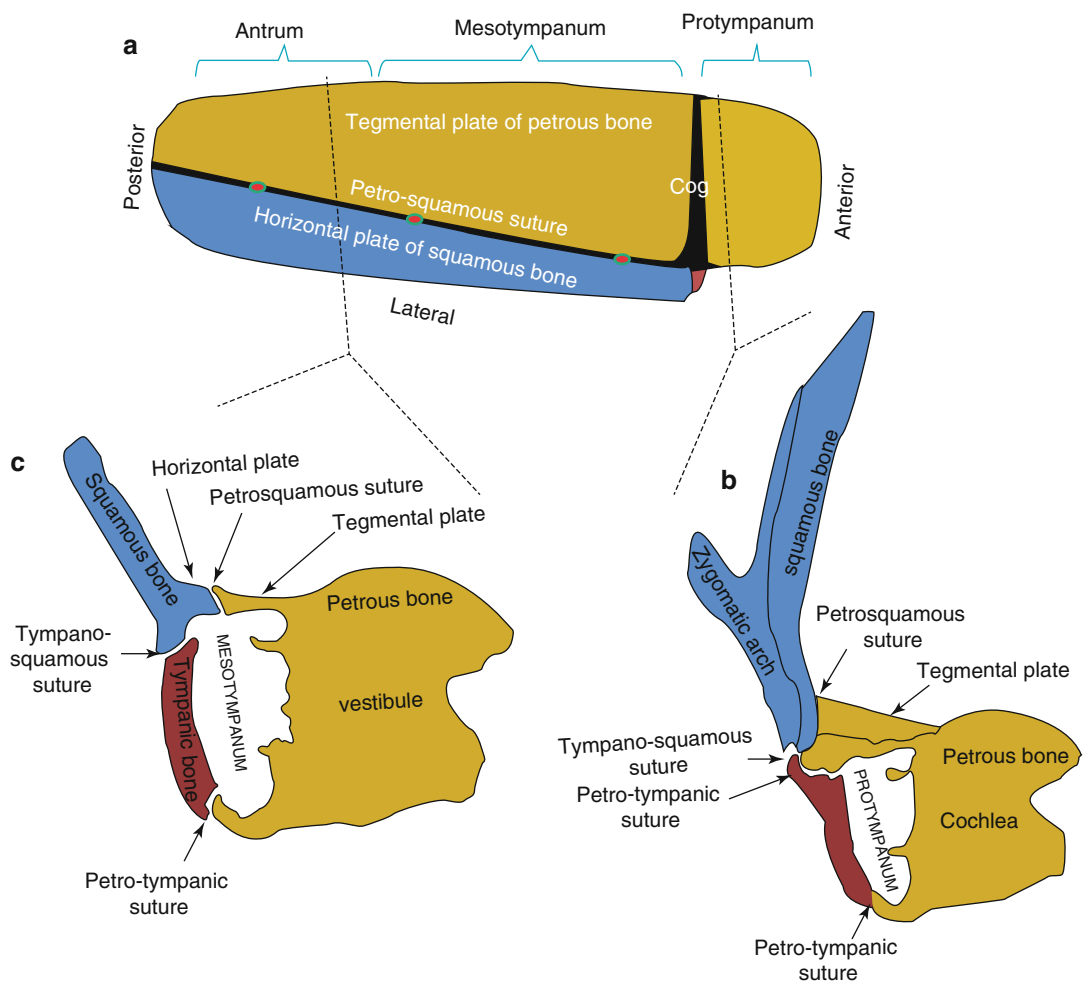 a
Antrum
Mesotympanum
Protympanum
Posterior
Tegmental plate of petrous bone
Cog
Anterior
Petro-squamous suture
Horizontal plate of squamous bone
Lateral
c
Squamous bone
Horizontal plate
Petrosquamous suture
Tegmental plate
Petrous bone
Tympano-
squamous
suture
Tympanic bone
MESOTYMPANUM
vestibule
Petro-tympanic
suture
b
squamous bone
Zygomatic arch
Petrosquamous
suture
Tegmental plate
Tympano-squamous
suture
Petro-tympanic
suture
Petrous bone
PROTYMPANUM
Cochlea
Petro-tympanic
suture